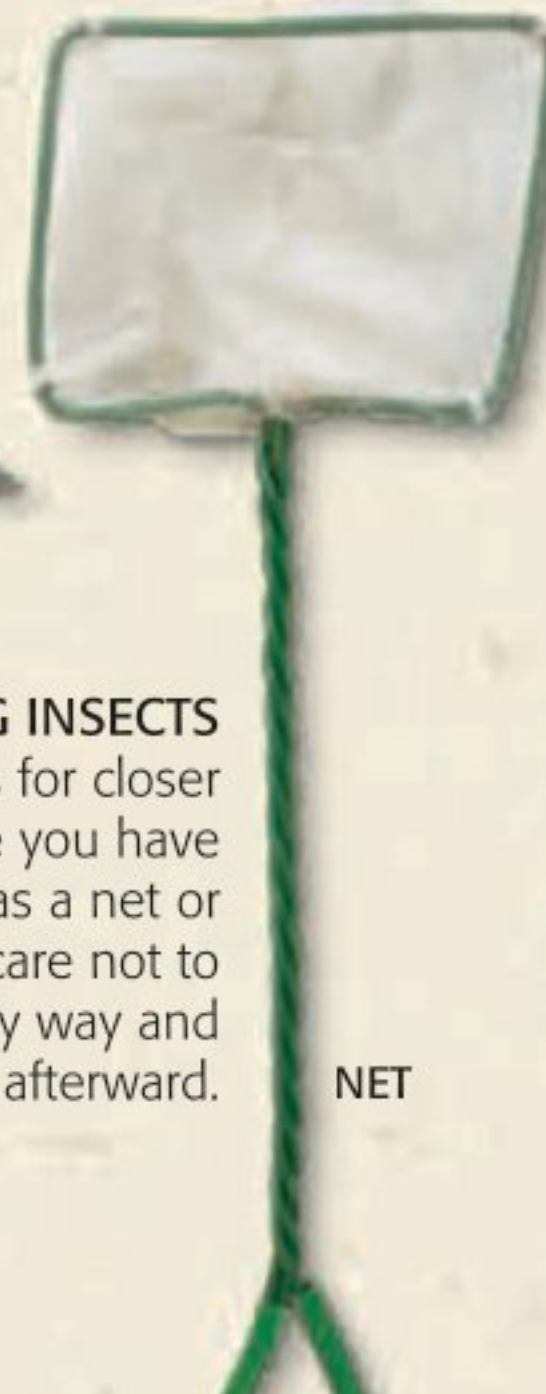 G INSECTS
for closer
you have
as a net or
care not to
y way and
afterward.
NET